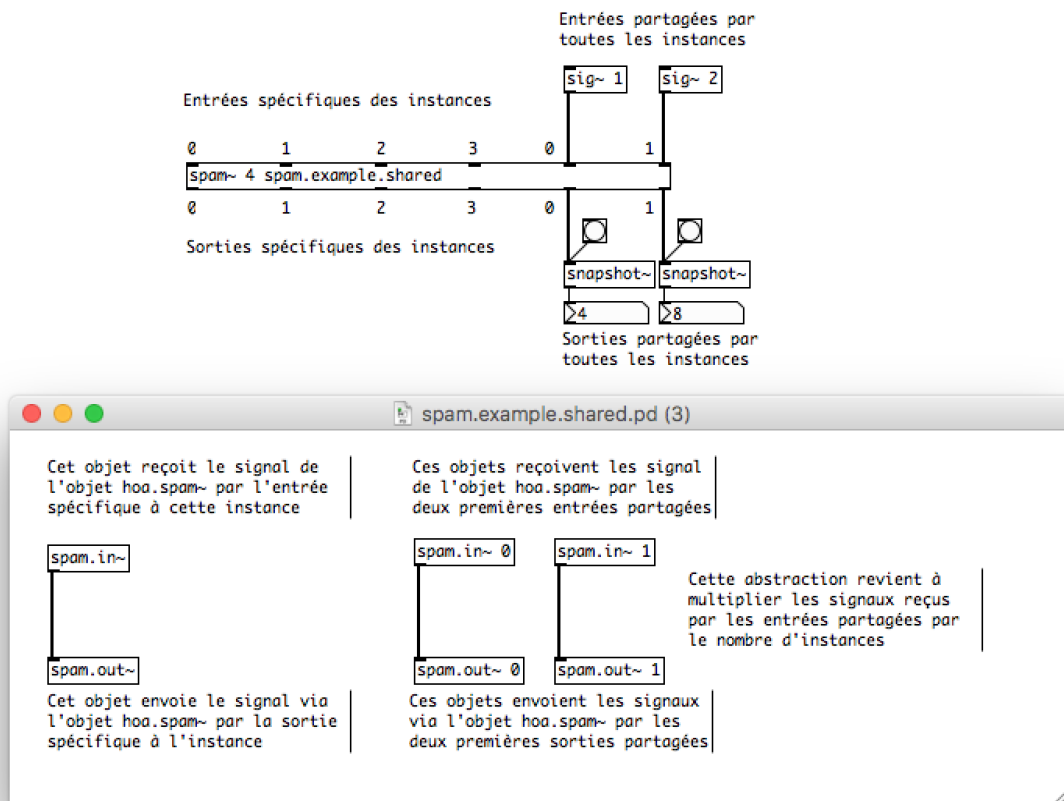 Entrées partagées par
toutes les instances
sig~ 1
sig~ 2
Entrées spécifiques des instances
0 1 2 3 0 1
spam~ 4 spam.example.shared
0 1 2 3 0 1
Sorties spécifiques des instances
snapshot~
snapshot~
4
8
Sorties partagées par
toutes les instances
spam.example.shared.pd (3)
Cet objet reçoit le signal de
l'objet hoa.spam~ par l'entrée
spécifique à cette instance
Ces objets reçoivent les signal
de l'objet hoa.spam~ par les
deux premières entrées partagées
spam.in~
spam.in~ 0
spam.in~ 1
Cette abstraction revient à
multiplier les signaux reçus
par les entrées partagées par
le nombre d'instances
spam.out~
spam.out~ 0
spam.out~ 1
Cet objet envoie le signal via
l'objet hoa.spam~ par la sortie
spécifique à l'instance
Ces objets envoient les signaux
via l'objet hoa.spam~ par les
deux premières sorties partagées